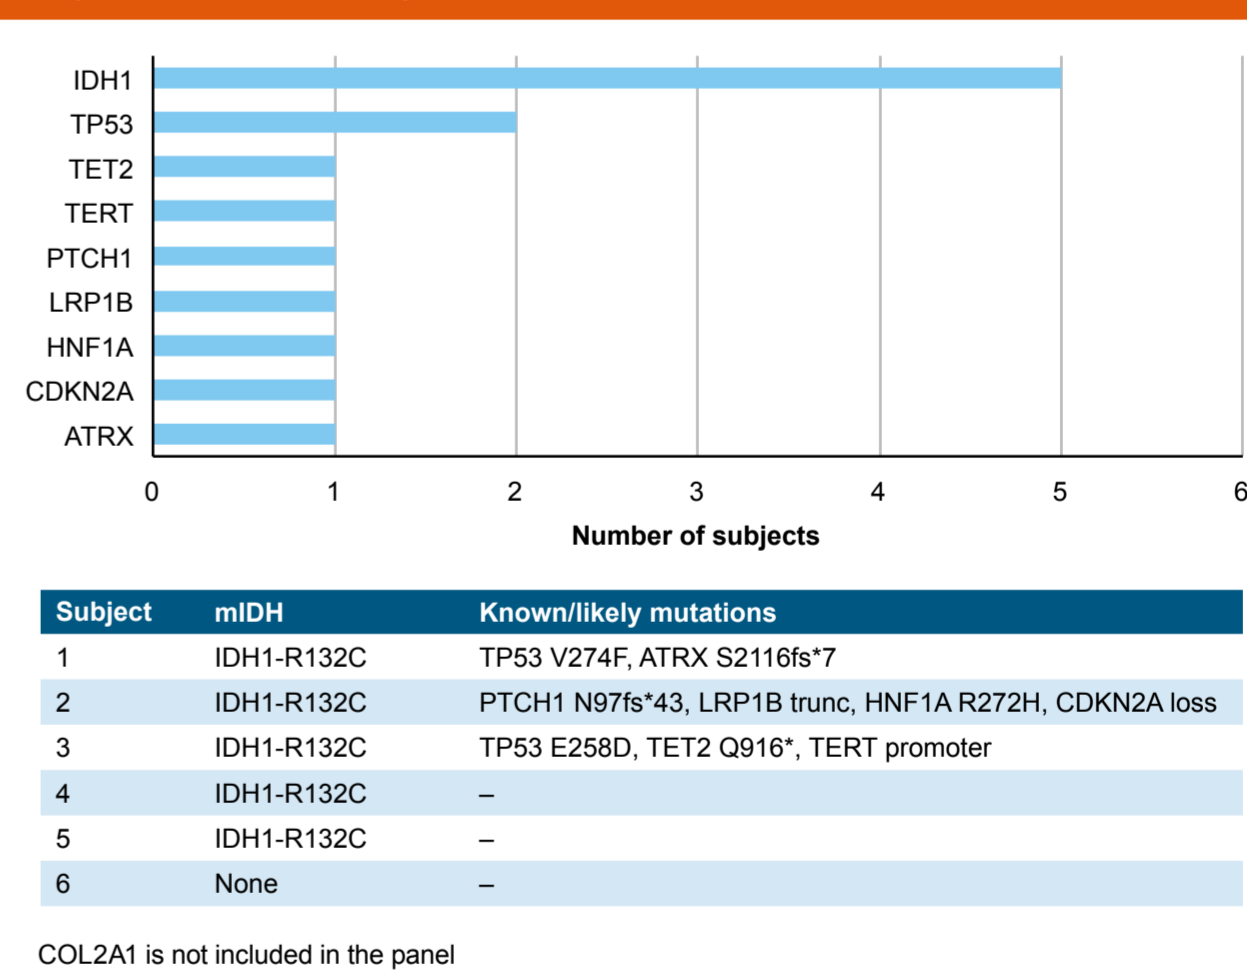 IDH1
TP53
TET2
TERT
PTCH1
LRP1B
HNF1A
CDKN2A
ATRX
0 1 2 3 4 5 6
Number of subjects
Subject mIDH Known/likely mutations
1 IDH1-R132C TP53 V274F, ATRX S2116fs*7
2 IDH1-R132C PTCH1 N97fs*43, LRP1B trunc, HNF1A R272H, CDKN2A loss
3 IDH1-R132C TP53 E258D, TET2 Q916*, TERT promoter
4 IDH1-R132C –
5 IDH1-R132C –
6 None –
COL2A1 is not included in the panel